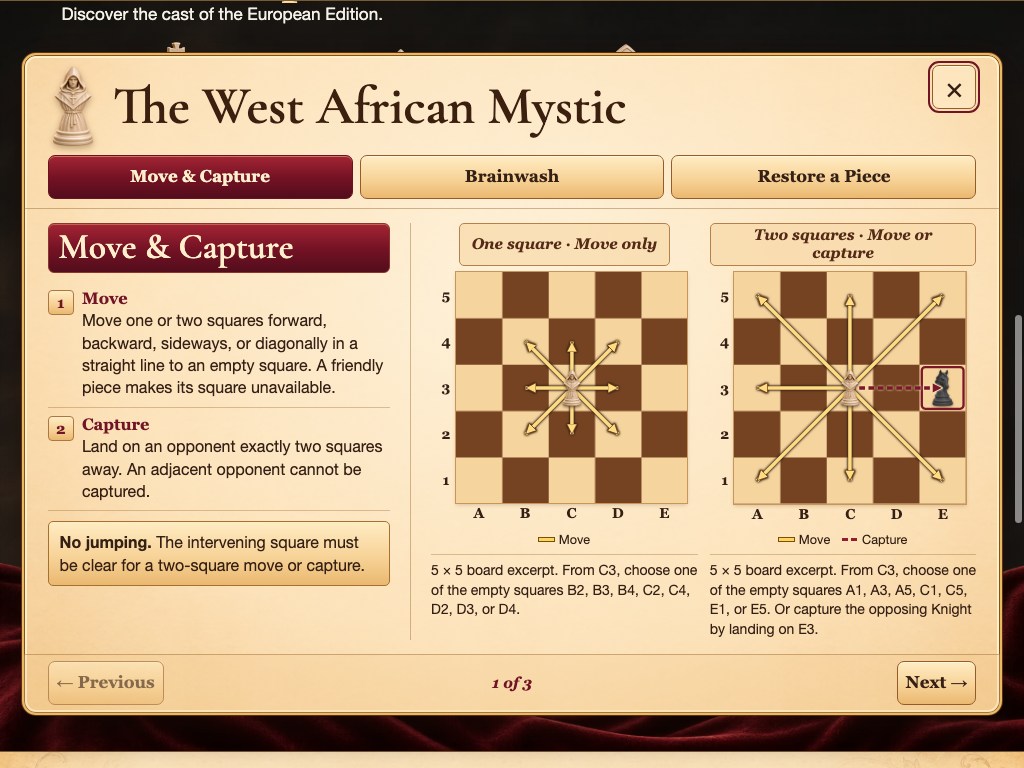 Discover the cast of the European Edition.
The West African Mystic
×
Move & Capture
Brainwash
Restore a Piece
Move & Capture
1 Move
Move one or two squares forward,
backward, sideways, or diagonally in a
straight line to an empty square. A friendly
piece makes its square unavailable.
2 Capture
Land on an opponent exactly two squares
away. An adjacent opponent cannot be
captured.
No jumping. The intervening square must
be clear for a two-square move or capture.
One square · Move only
5
4
3
2
1
A B C D E
Move
5 × 5 board excerpt. From C3, choose one
of the empty squares B2, B3, B4, C2, C4,
D2, D3, or D4.
Two squares · Move or
capture
5
4
3
2
1
A B C D E
Move Capture
5 × 5 board excerpt. From C3, choose one
of the empty squares A1, A3, A5, C1, C5,
E1, or E5. Or capture the opposing Knight
by landing on E3.
← Previous
1 of 3
Next →